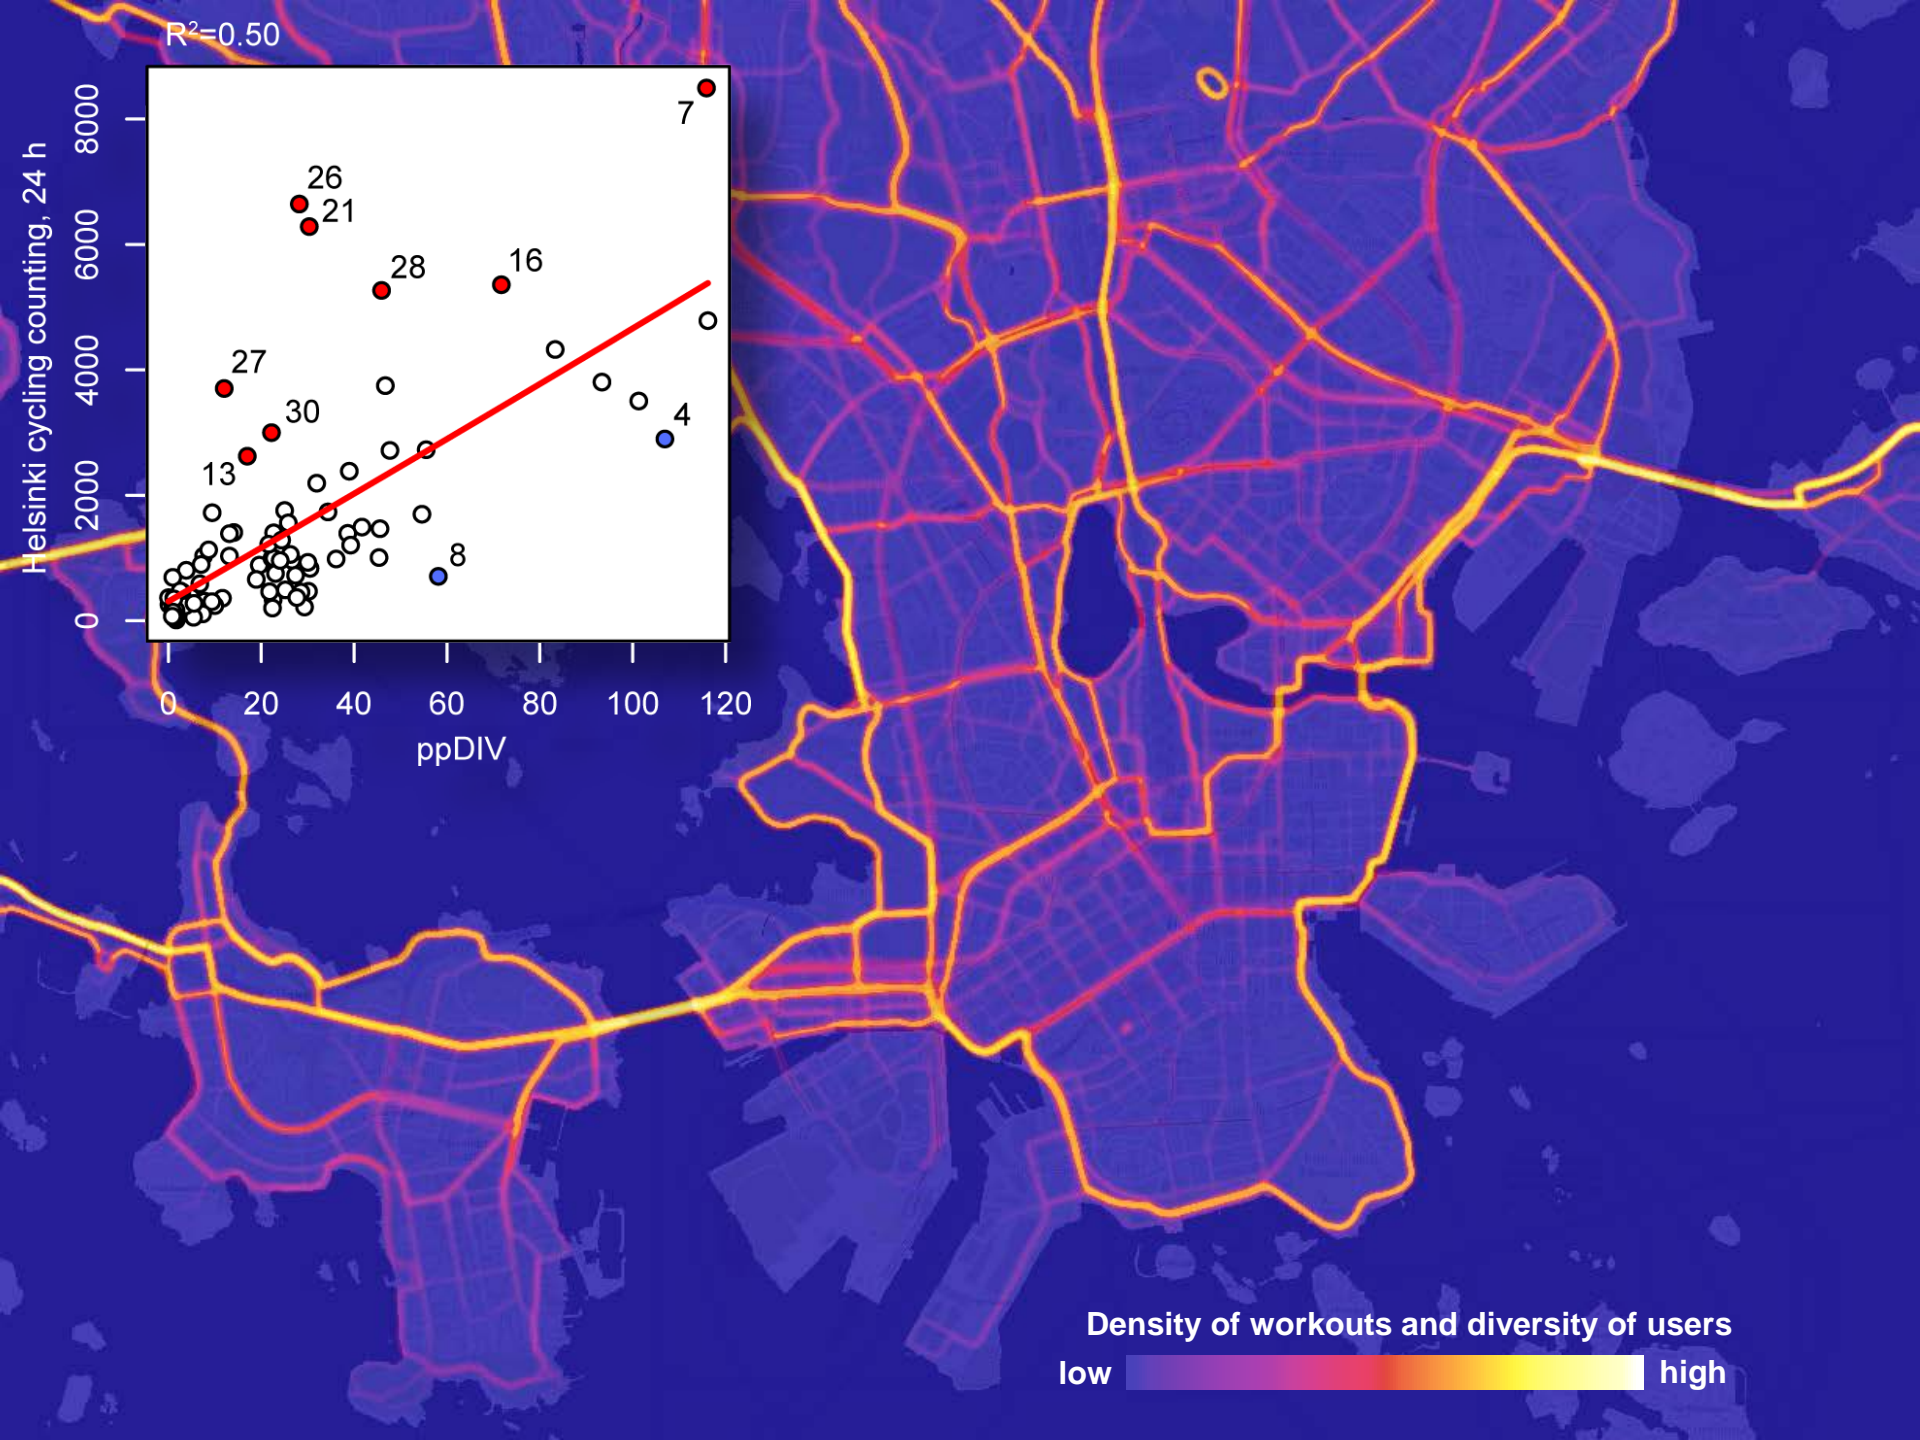 R²=0.50
Helsinki cycling counting, 24 h
8000
6000
4000
2000
0
7
26
21
28
16
27
30
4
13
8
0 20 40 60 80 100 120
ppDIV
Density of workouts and diversity of users
low high